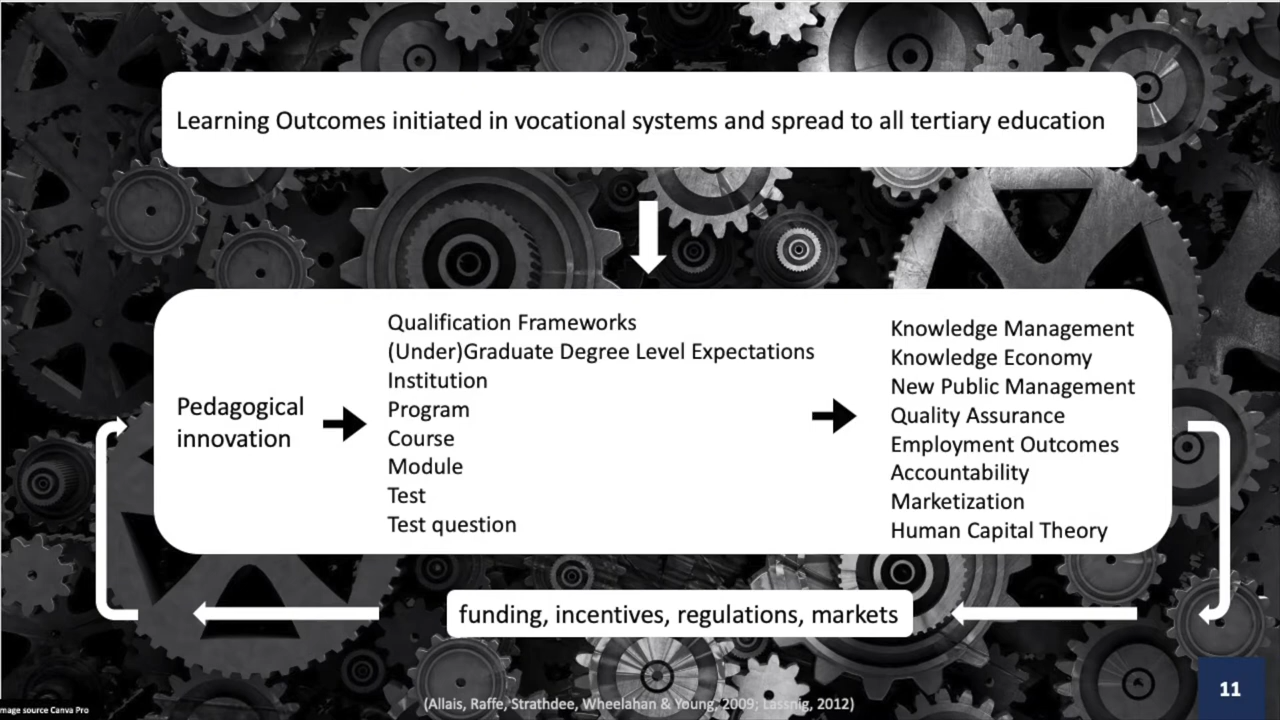 Learning Outcomes initiated in vocational systems and spread to all tertiary education
Pedagogical
innovation
Qualification Frameworks
(Under)Graduate Degree Level Expectations
Institution
Program
Course
Module
Test
Test question
Knowledge Management
Knowledge Economy
New Public Management
Quality Assurance
Employment Outcomes
Accountability
Marketization
Human Capital Theory
funding, incentives, regulations, markets
(Allais, Raffe, Strathdee, Wheelahan & Young, 2009; Lassnig, 2012)
mage source Canva Pro
11